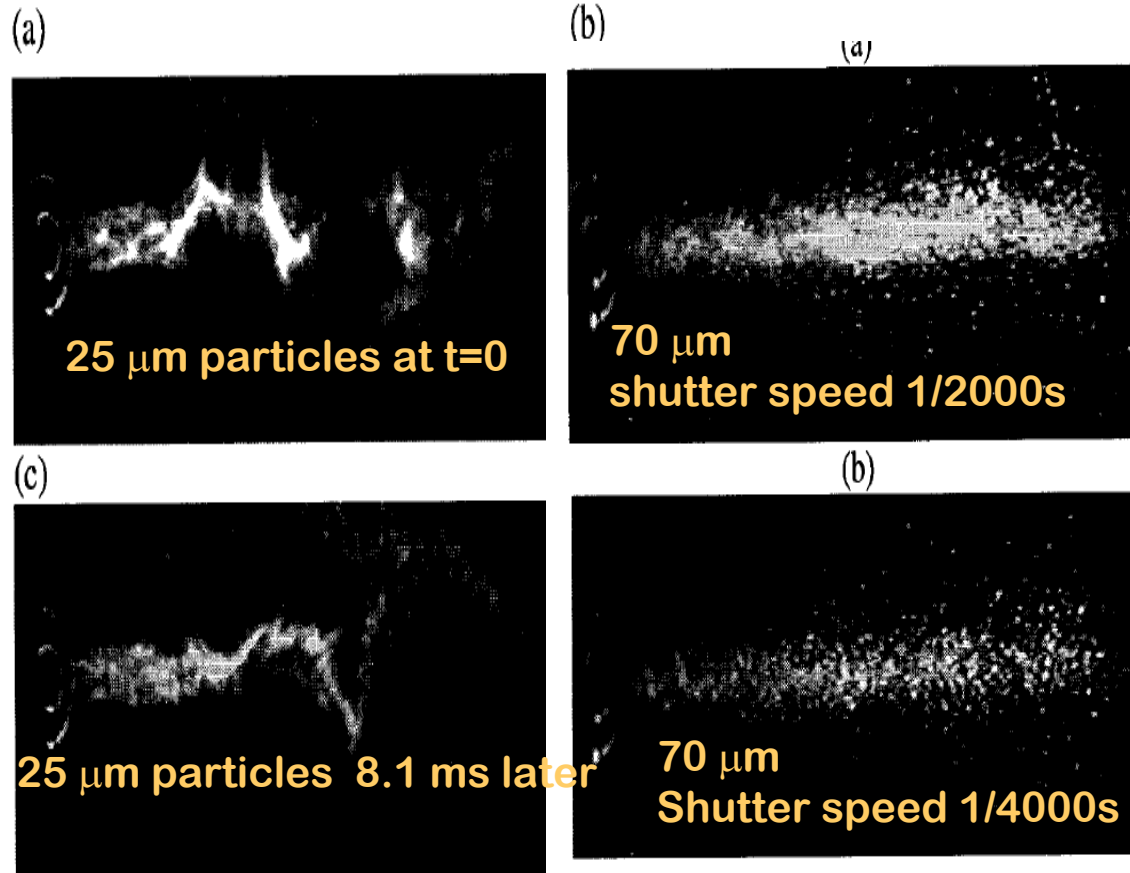 (a)
25 μm particles at t=0
(b)
(a)
70 μm
shutter speed 1/2000s
(c)
25 μm particles 8.1 ms later
(b)
70 μm
Shutter speed 1/4000s